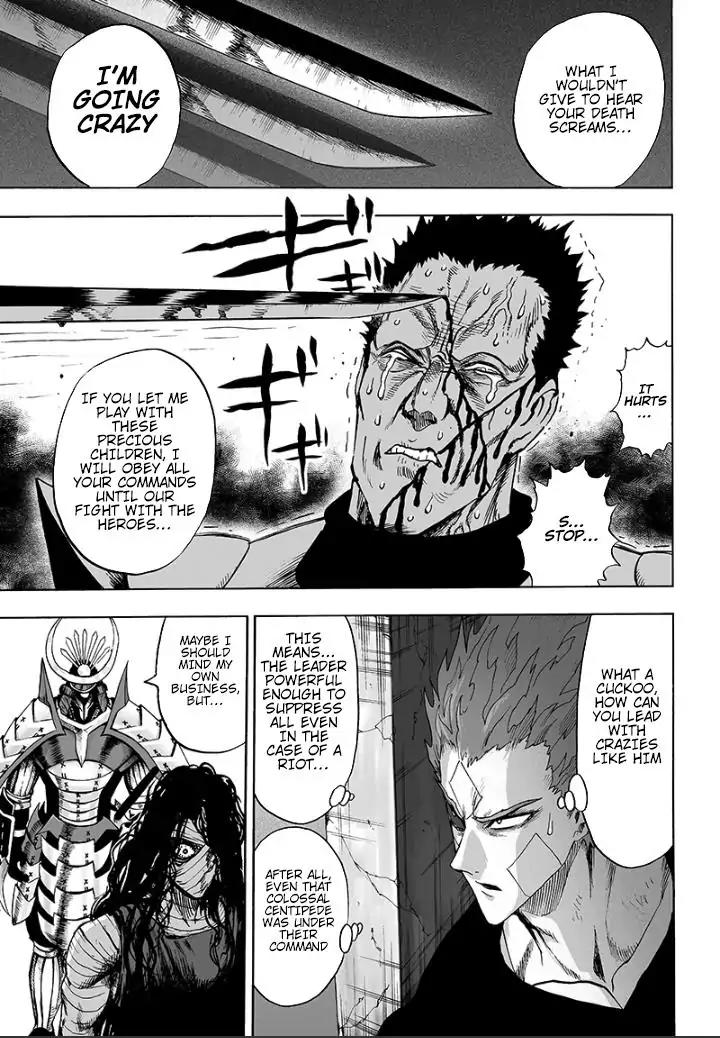 WHAT I
WOULDN'T
GIVE TO HEAR
YOUR DEATH
SCREAMS...
I'M
GOING
CRAZY
IT
HURTS
...
S...
STOP...
ギギ
ギギ
IF YOU LET ME
PLAY WITH
THESE
PRECIOUS
CHILDREN, I
WILL OBEY ALL
YOUR COMMANDS
UNTIL OUR
FIGHT WITH THE
HEROES...
WHAT A
CUCKOO, HOW
CAN YOU LEAD
WITH
CRAZIES
LIKE HIM
THIS
MEANS...
THE LEADER
POWERFUL
ENOUGH TO
SUPPRESS
ALL EVEN
IN THE
CASE OF A
RIOT...
AFTER ALL,
EVEN THAT
COLOSSAL
CENTIPEDE
WAS UNDER
THEIR
COMMAND
MAYBE I
SHOULD
MIND MY
OWN
BUSINESS,
BUT...